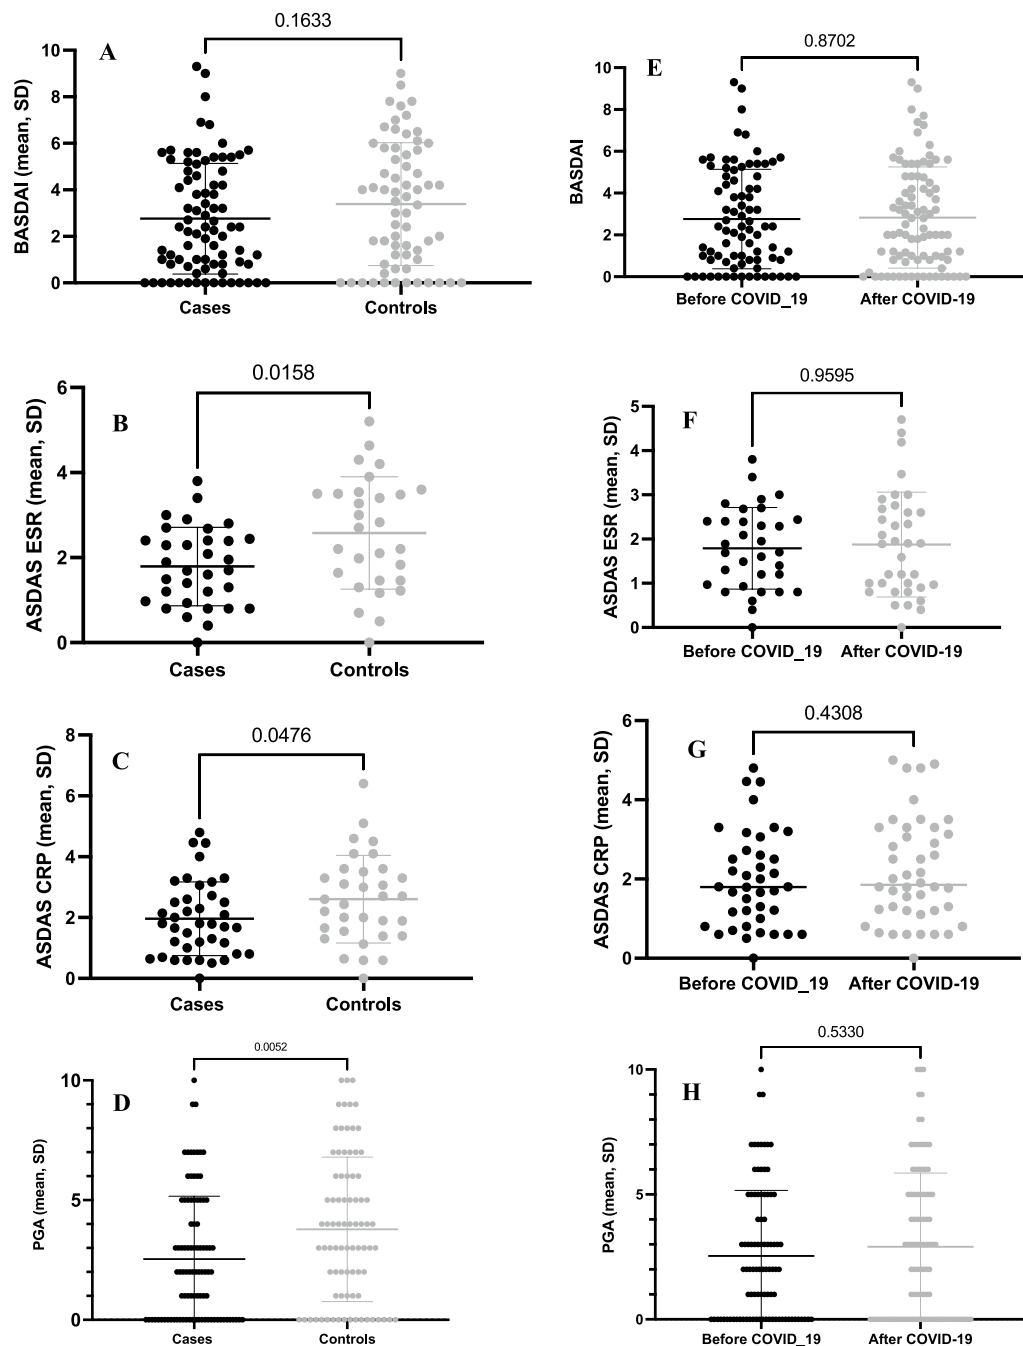 A
0.1633
BASDAI (mean, SD)
10
8
6
4
2
0
Cases Controls
E
0.8702
BASDAI
10
8
6
4
2
0
Before COVID_19 After COVID-19
B
0.0158
ASDAS ESR (mean, SD)
6
4
2
0
Cases Controls
F
0.9595
ASDAS ESR (mean, SD)
5
4
3
2
1
0
Before COVID_19 After COVID-19
C
0.0476
ASDAS CRP (mean, SD)
8
6
4
2
0
Cases Controls
G
0.4308
ASDAS CRP (mean, SD)
6
4
2
0
Before COVID_19 After COVID-19
D
0.0052
PGA (mean, SD)
10
5
0
Cases Controls
H
0.5330
PGA (mean, SD)
10
5
0
Before COVID_19 After COVID-19